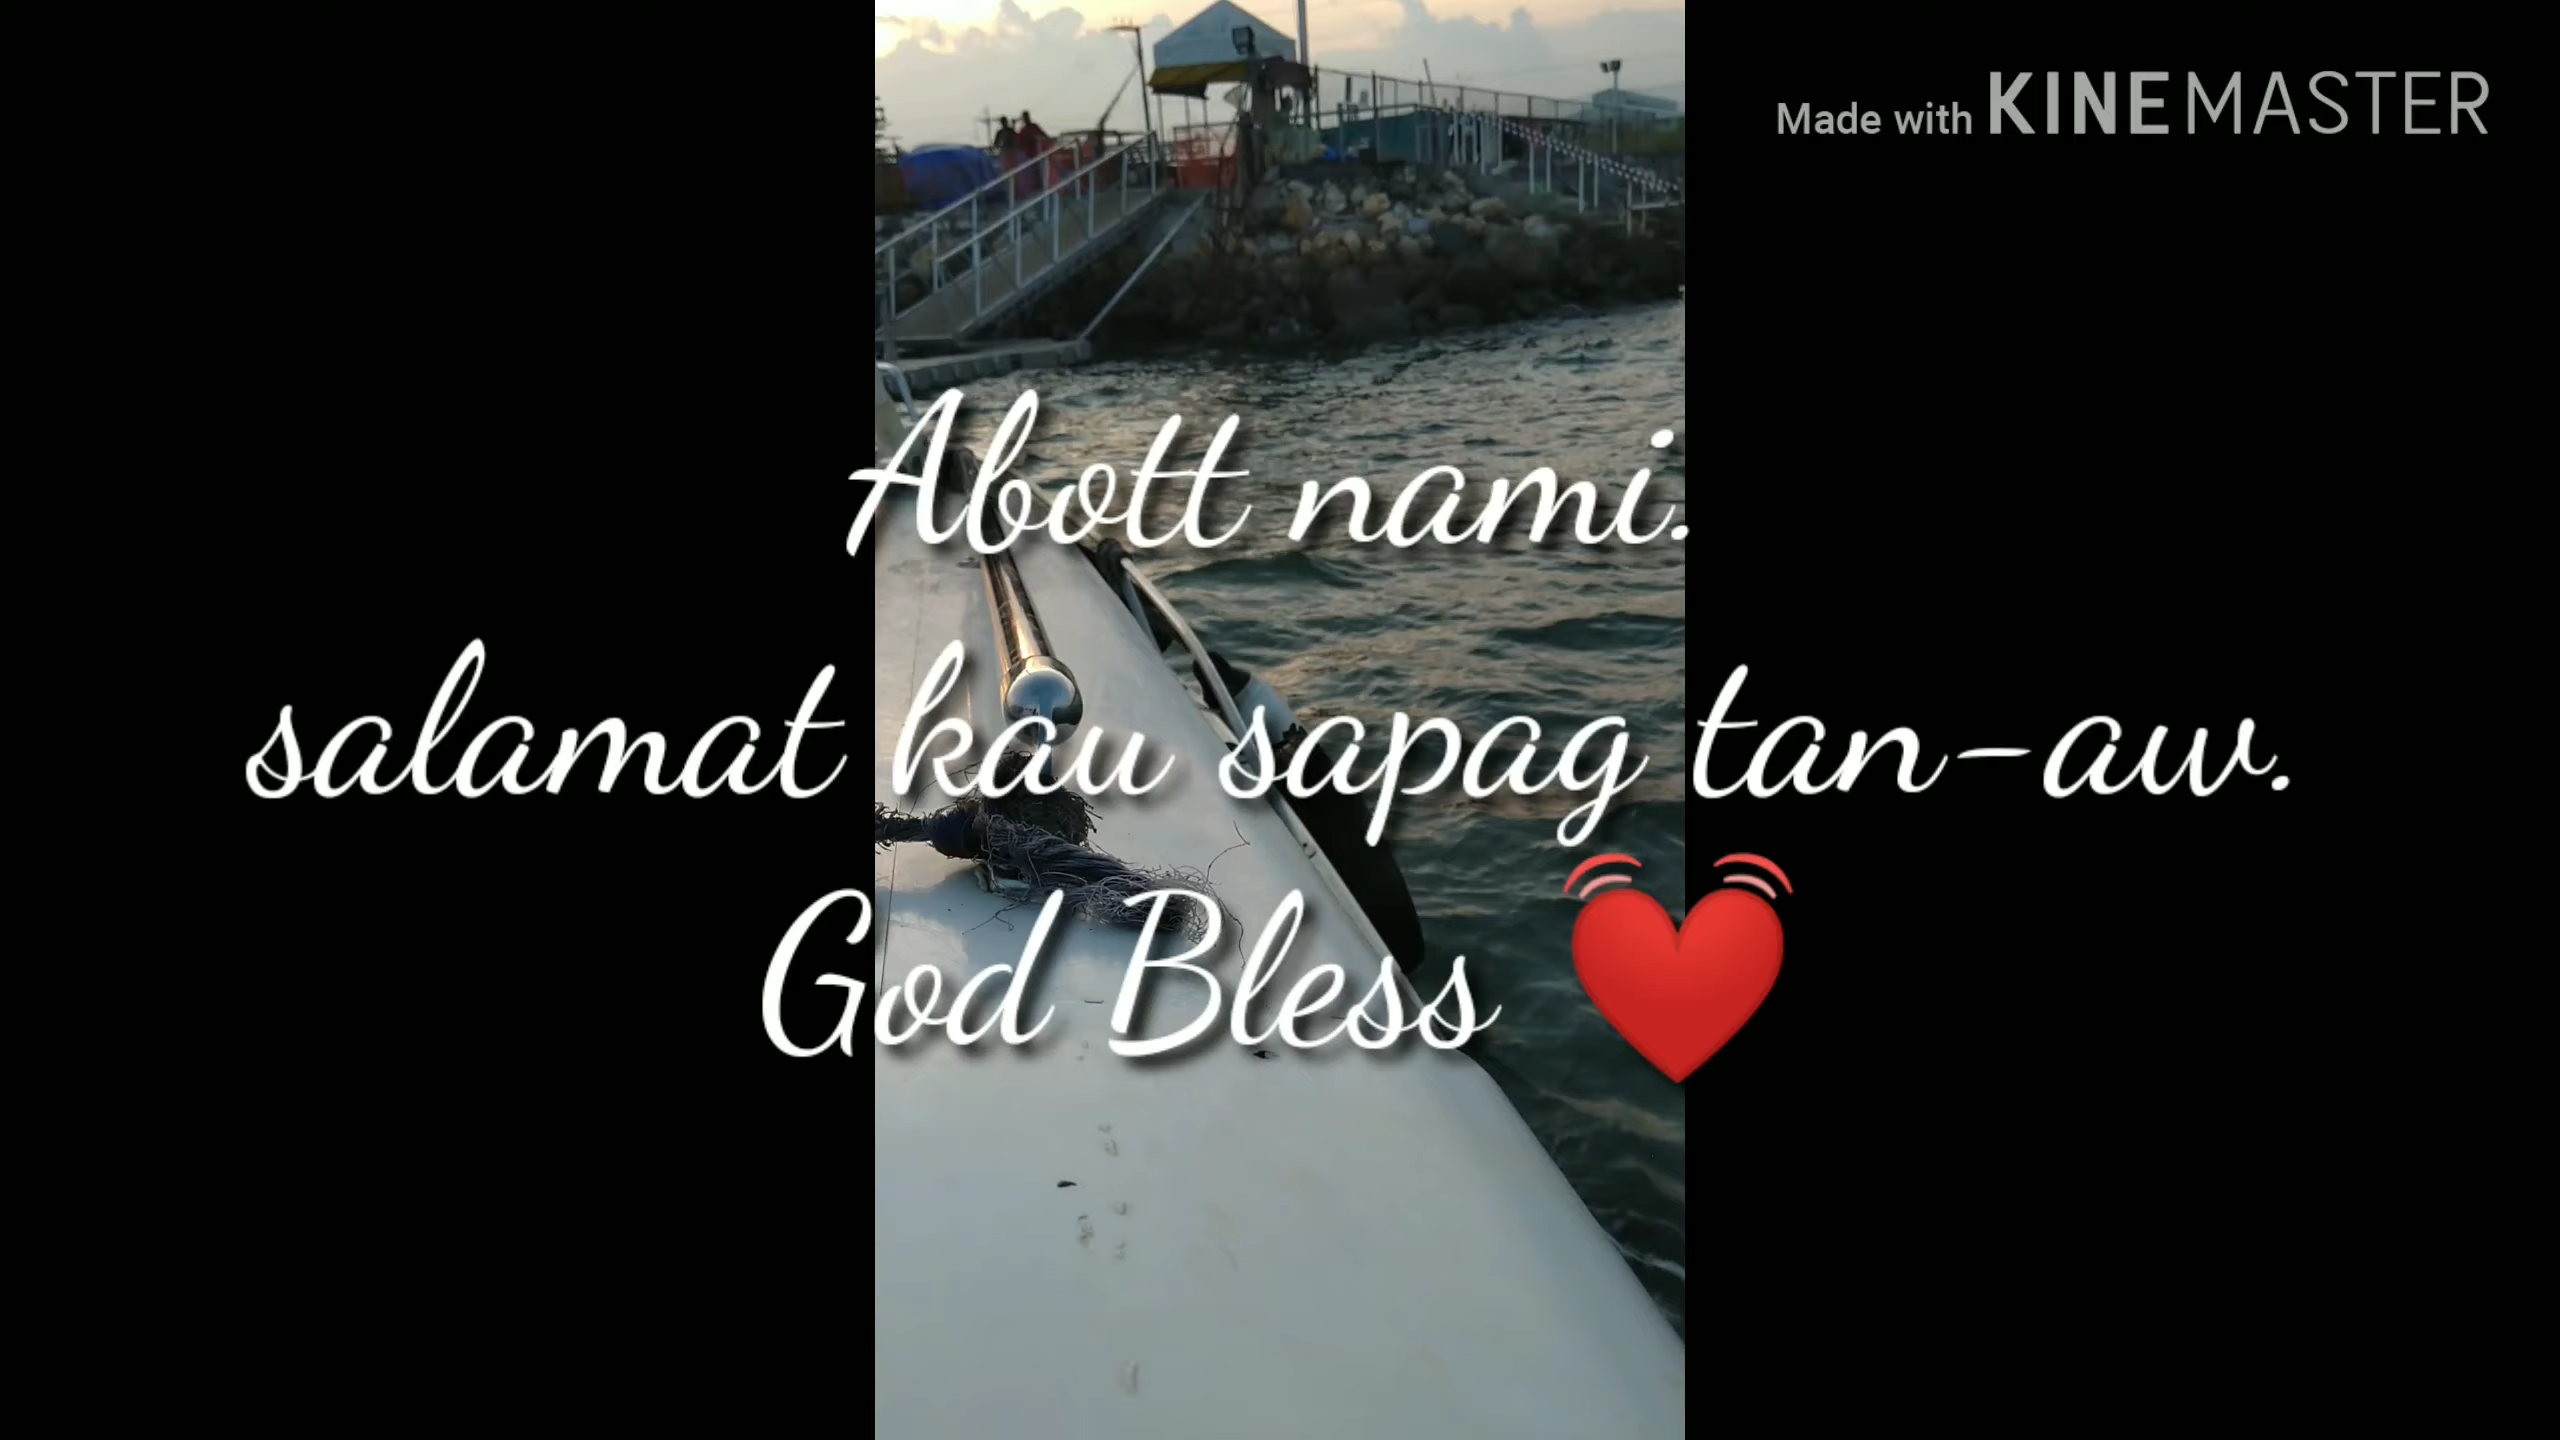 Made with KINEMASTER
Abott nami.
salamat kau sapag tan-aw.
God Bless 💓